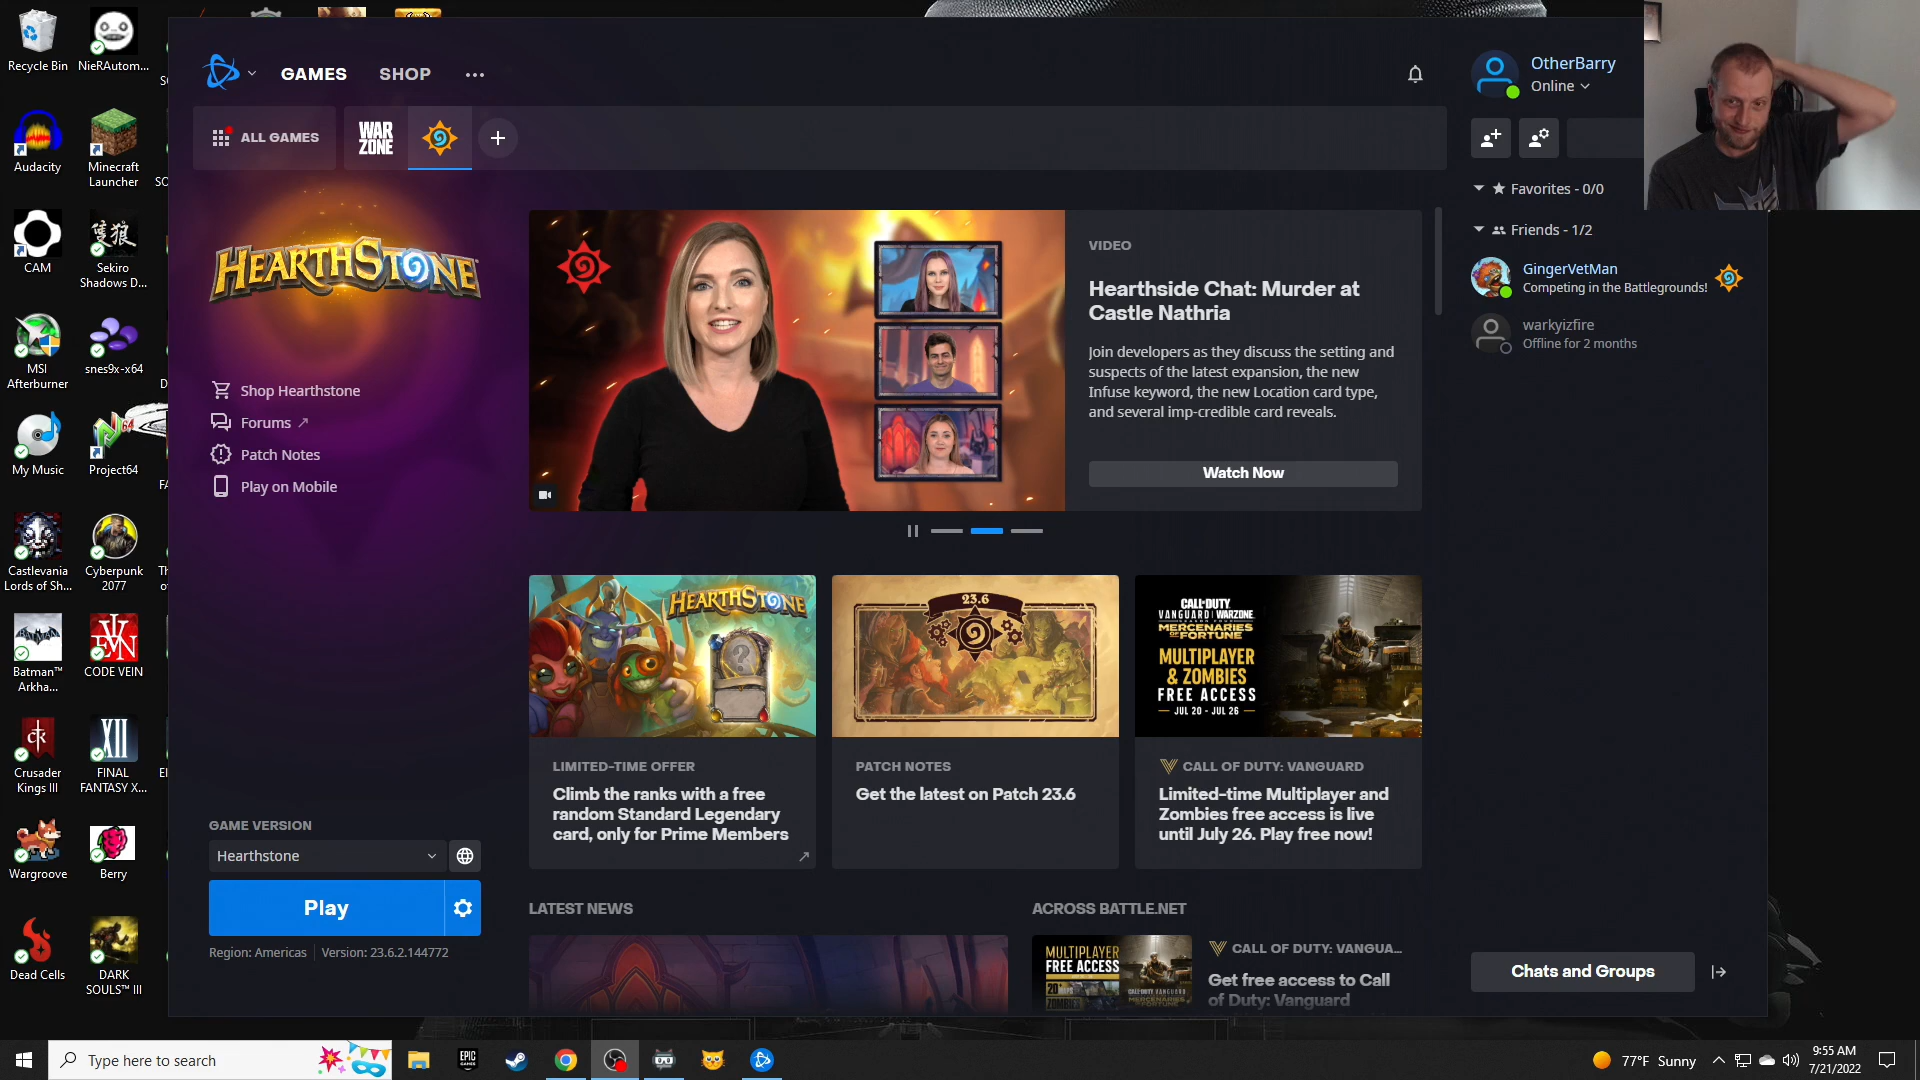 Recycle Bin
NieRAutom...
Audacity
Minecraft
Launcher
CAM
Sekiro
Shadows D...
MSI
Afterburner
snes9x-x64
My Music
Project64
Castlevania
Lords of Sh...
Cyberpunk
2077
Batman™
Arkha...
CODE VEIN
Crusader
Kings III
FINAL
FANTASY X...
Wargroove
Berry
Dead Cells
DARK
SOULS™ III
GAMES
SHOP
ALL GAMES
WAR
ZONE
HEARTHSTONE
Shop Hearthstone
Forums
Patch Notes
Play on Mobile
GAME VERSION
Hearthstone
Play
Region: Americas
Version: 23.6.2.144772
VIDEO
Hearthside Chat: Murder at
Castle Nathria
Join developers as they discuss the setting and
suspects of the latest expansion, the new
Infuse keyword, the new Location card type,
and several imp-credible card reveals.
Watch Now
HEARTHSTONE
LIMITED-TIME OFFER
Climb the ranks with a free
random Standard Legendary
card, only for Prime Members
23.6
PATCH NOTES
Get the latest on Patch 23.6
CALL OF DUTY
VANGUARD WARZONE
MERCENARIES
OF FORTUNE
MULTIPLAYER
& ZOMBIES
FREE ACCESS
JUL 20 - JUL 26
CALL OF DUTY: VANGUARD
Limited-time Multiplayer and
Zombies free access is live
until July 26. Play free now!
LATEST NEWS
ACROSS BATTLE.NET
MULTIPLAYER
FREE ACCESS
CALL OF DUTY: VANGUA...
Get free access to Call
of Duty: Vanguard
OtherBarry
Online
Favorites - 0/0
Friends - 1/2
GingerVetMan
Competing in the Battlegrounds!
warkyizfire
Offline for 2 months
Chats and Groups
Type here to search
EPIC
GAMES
77°F Sunny
9:55 AM
7/21/2022